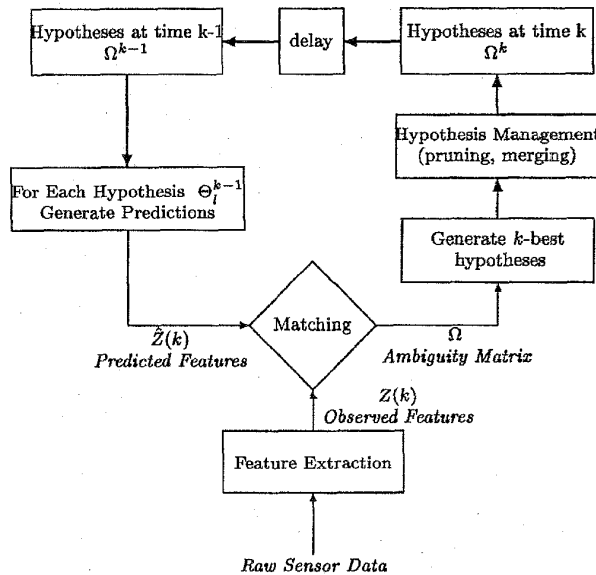 Hypotheses at time k-1
Ω^{k−1}
delay
Hypotheses at time k
Ω^k
Hypothesis Management
(pruning, merging)
For Each Hypothesis Θ_l^{k−1}
Generate Predictions
Generate k-best
hypotheses
Matching
Ẑ(k)
Predicted Features
Ω
Ambiguity Matrix
Z(k)
Observed Features
Feature Extraction
Raw Sensor Data